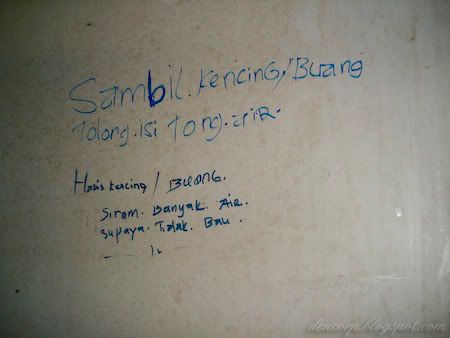 Sambil. kencing/Buang
Tolong. isi Tong. air.
Habis kencing / BUANG.
Siram. Banyak. Air.
supaya. Tidak. Bau.
dencorp.blogspot.com